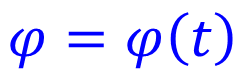 φ = φ(t)